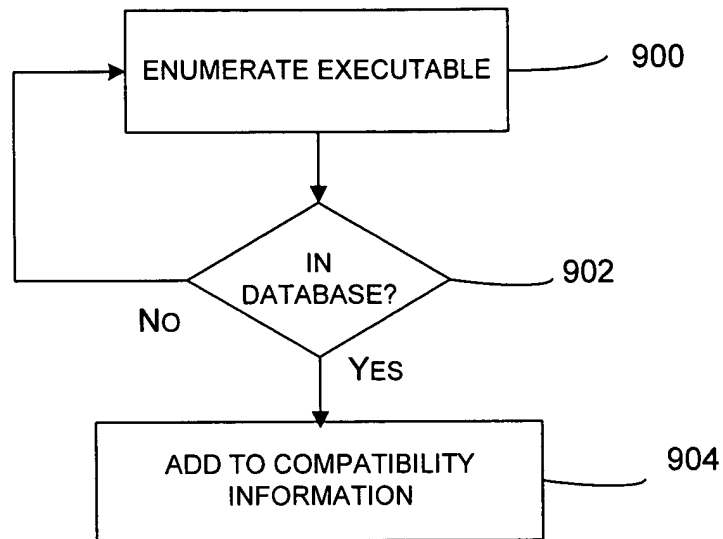 ENUMERATE EXECUTABLE
900
IN
DATABASE?
902
NO
YES
ADD TO COMPATIBILITY
INFORMATION
904